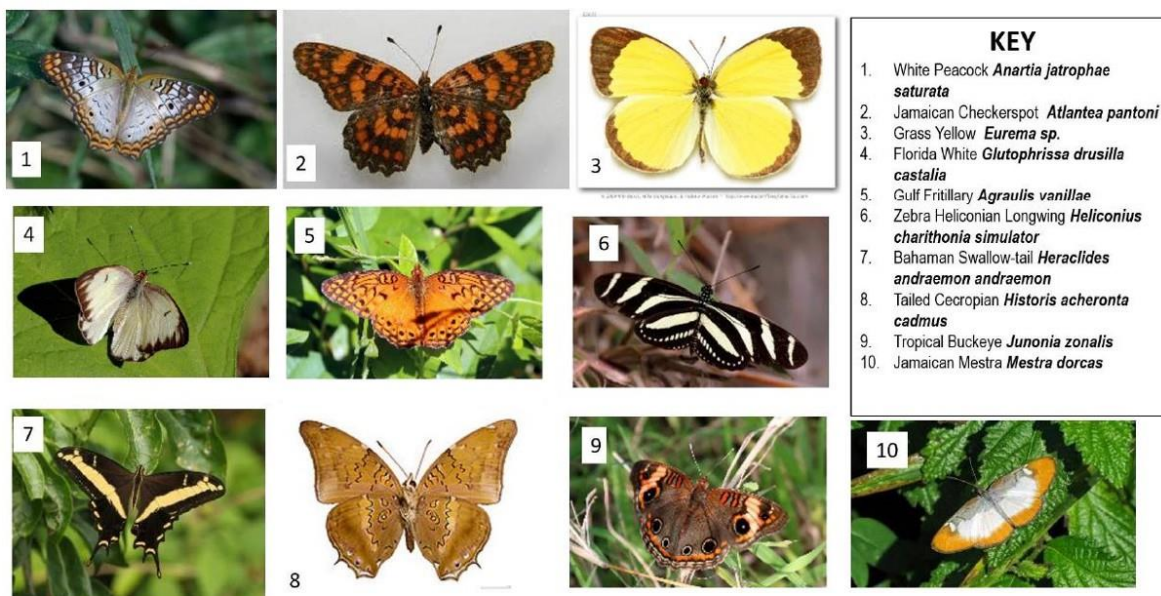 1
2
3
4
5
6
7
8
9
10
KEY
1. White Peacock Anartia jatrophae
saturata
2. Jamaican Checkerspot Atlantea pantoni
3. Grass Yellow Eurema sp.
4. Florida White Glutophrissa drusilla
castalia
5. Gulf Fritillary Agraulis vanillae
6. Zebra Heliconian Longwing Heliconius
charithonia simulator
7. Bahaman Swallow-tail Heraclides
andraemon andraemon
8. Tailed Cecropian Historis acheronta
cadmus
9. Tropical Buckeye Junonia zonalis
10. Jamaican Mestra Mestra dorcas